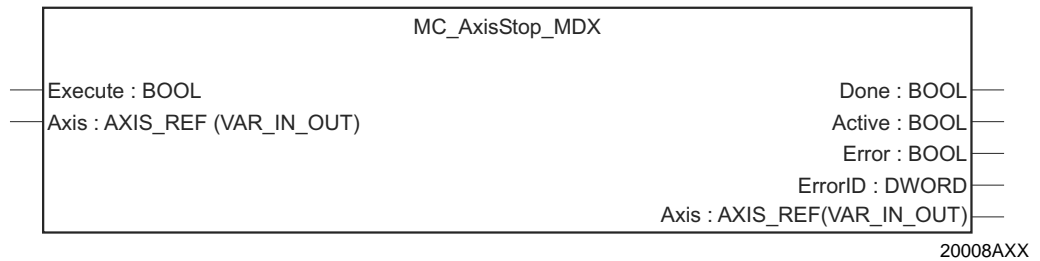 MC_AxisStop_MDX
Execute : BOOL
Done : BOOL
Axis : AXIS_REF (VAR_IN_OUT)
Active : BOOL
Error : BOOL
ErrorID : DWORD
Axis : AXIS_REF(VAR_IN_OUT)
20008AXX